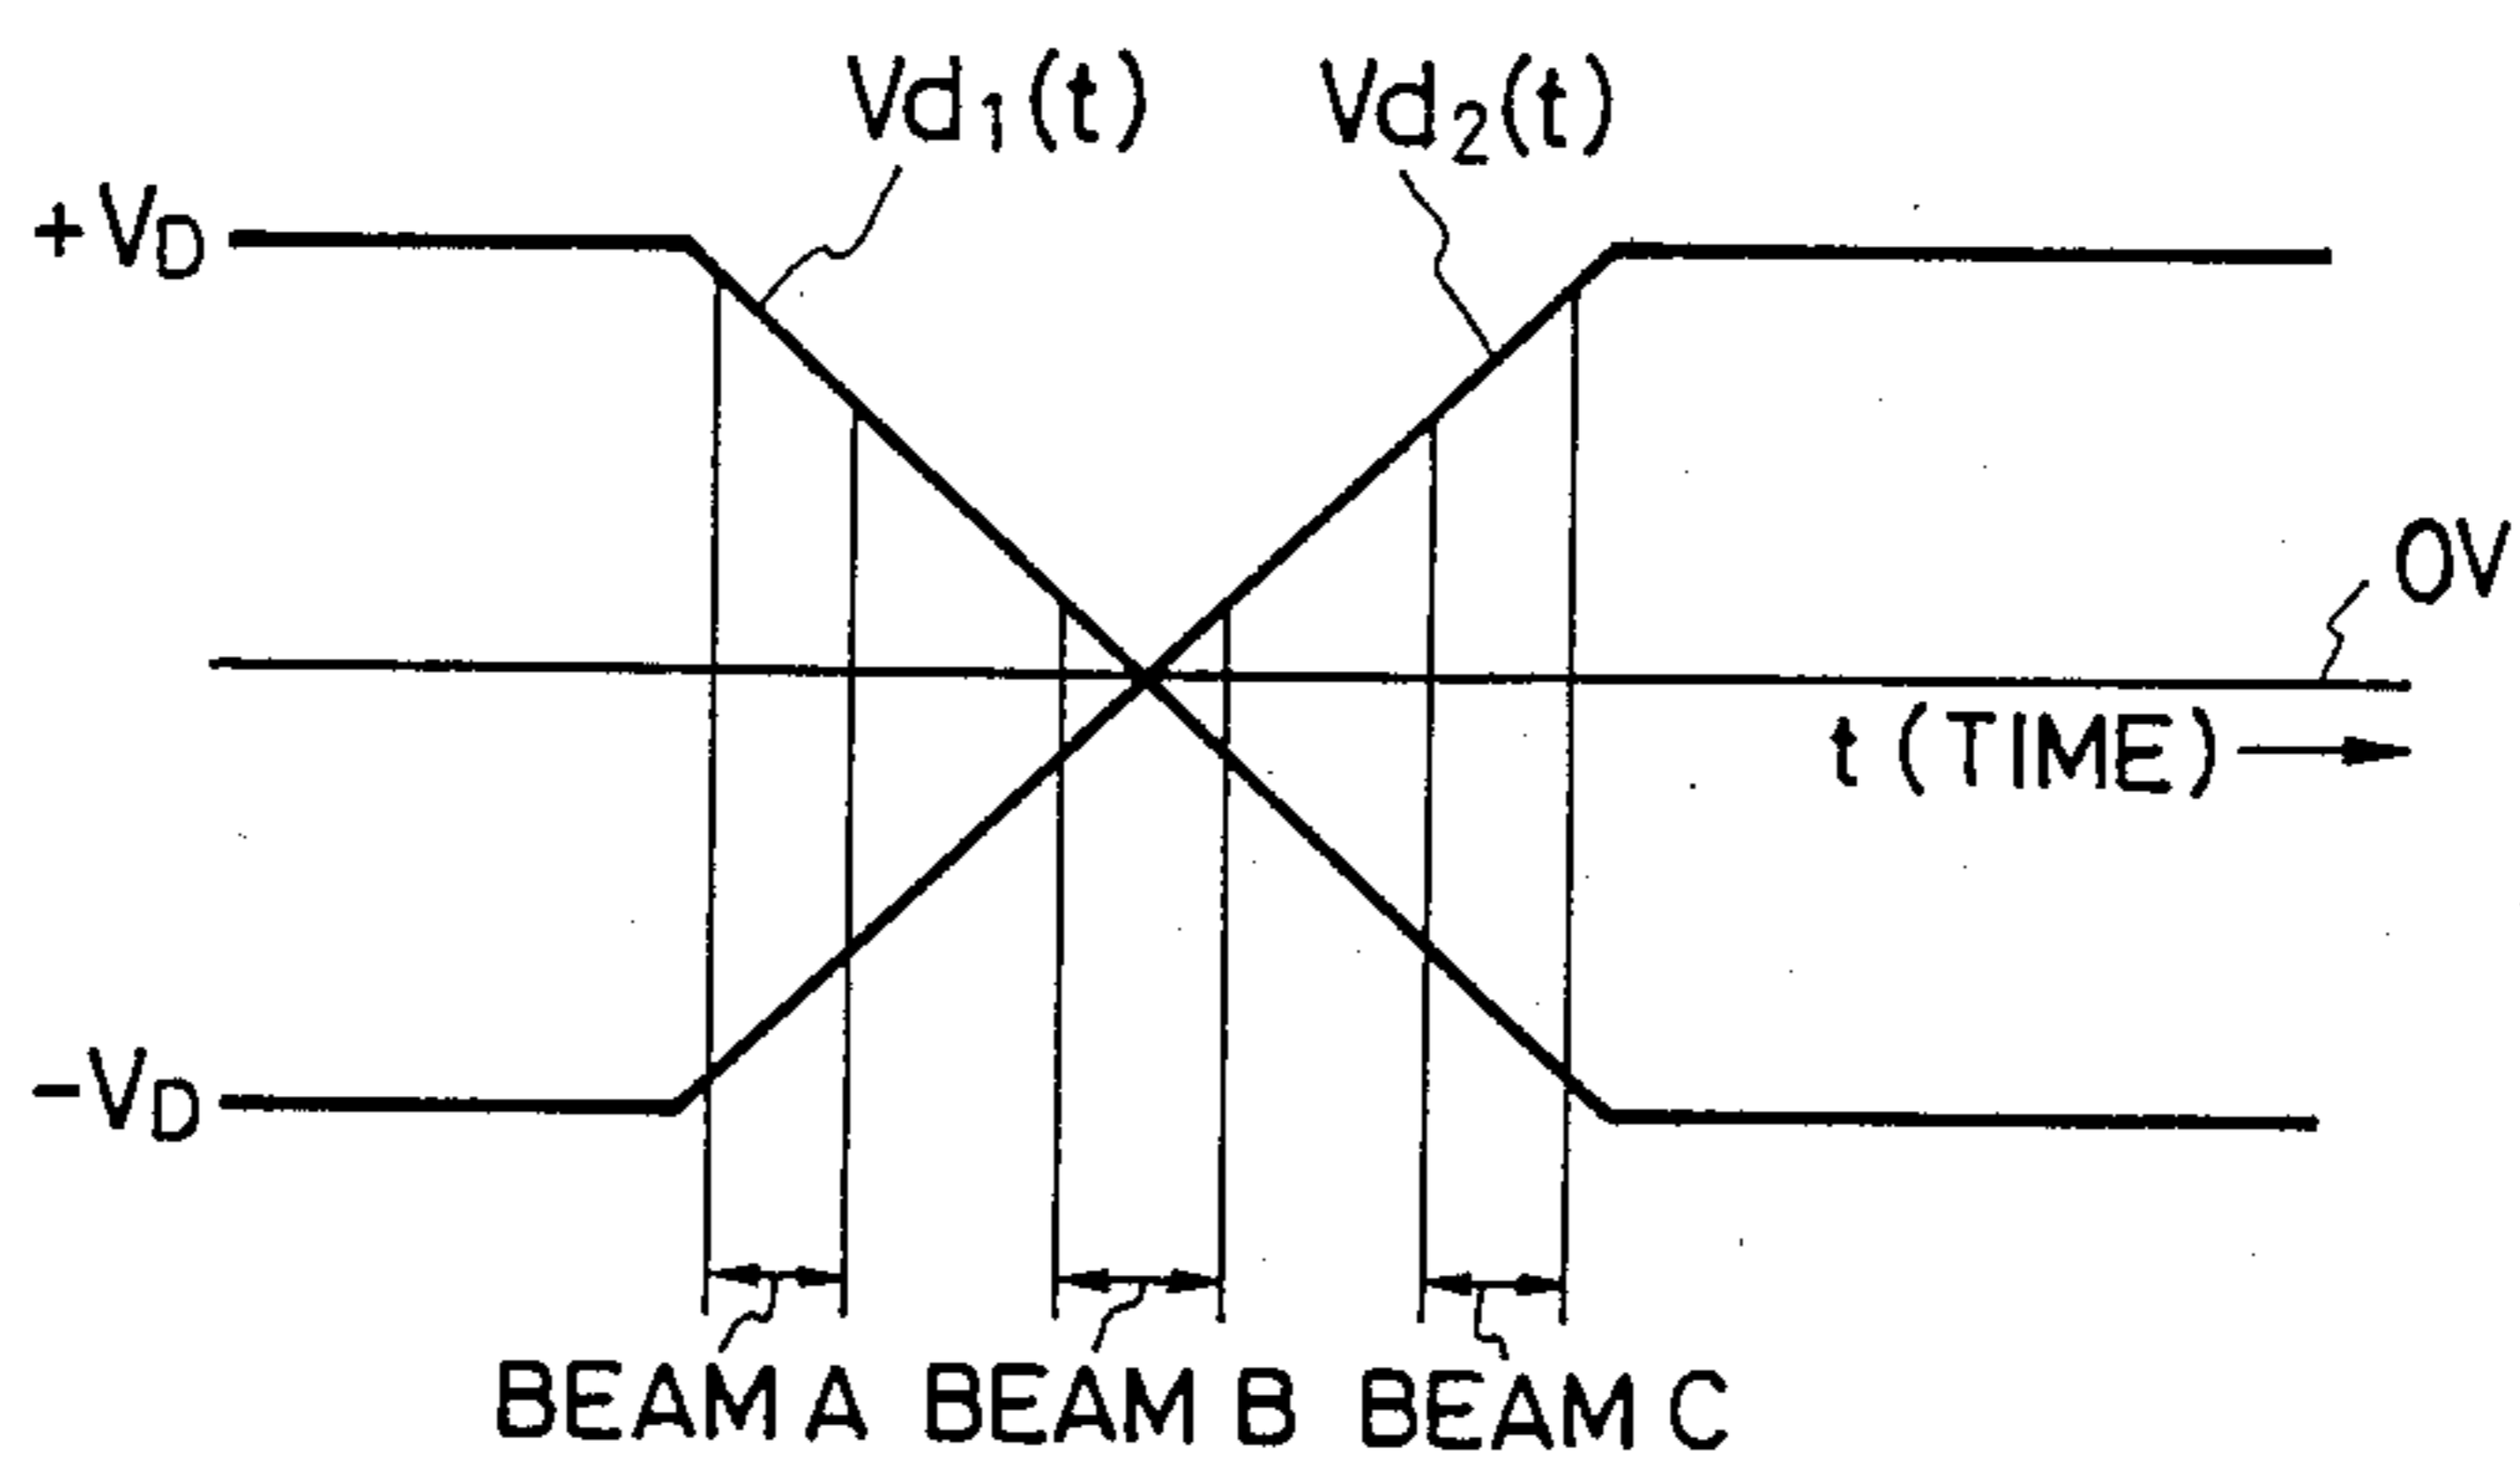 Vd₁(t) Vd₂(t)
+VD
0V
t (TIME)
-VD
BEAM A BEAM B BEAM C